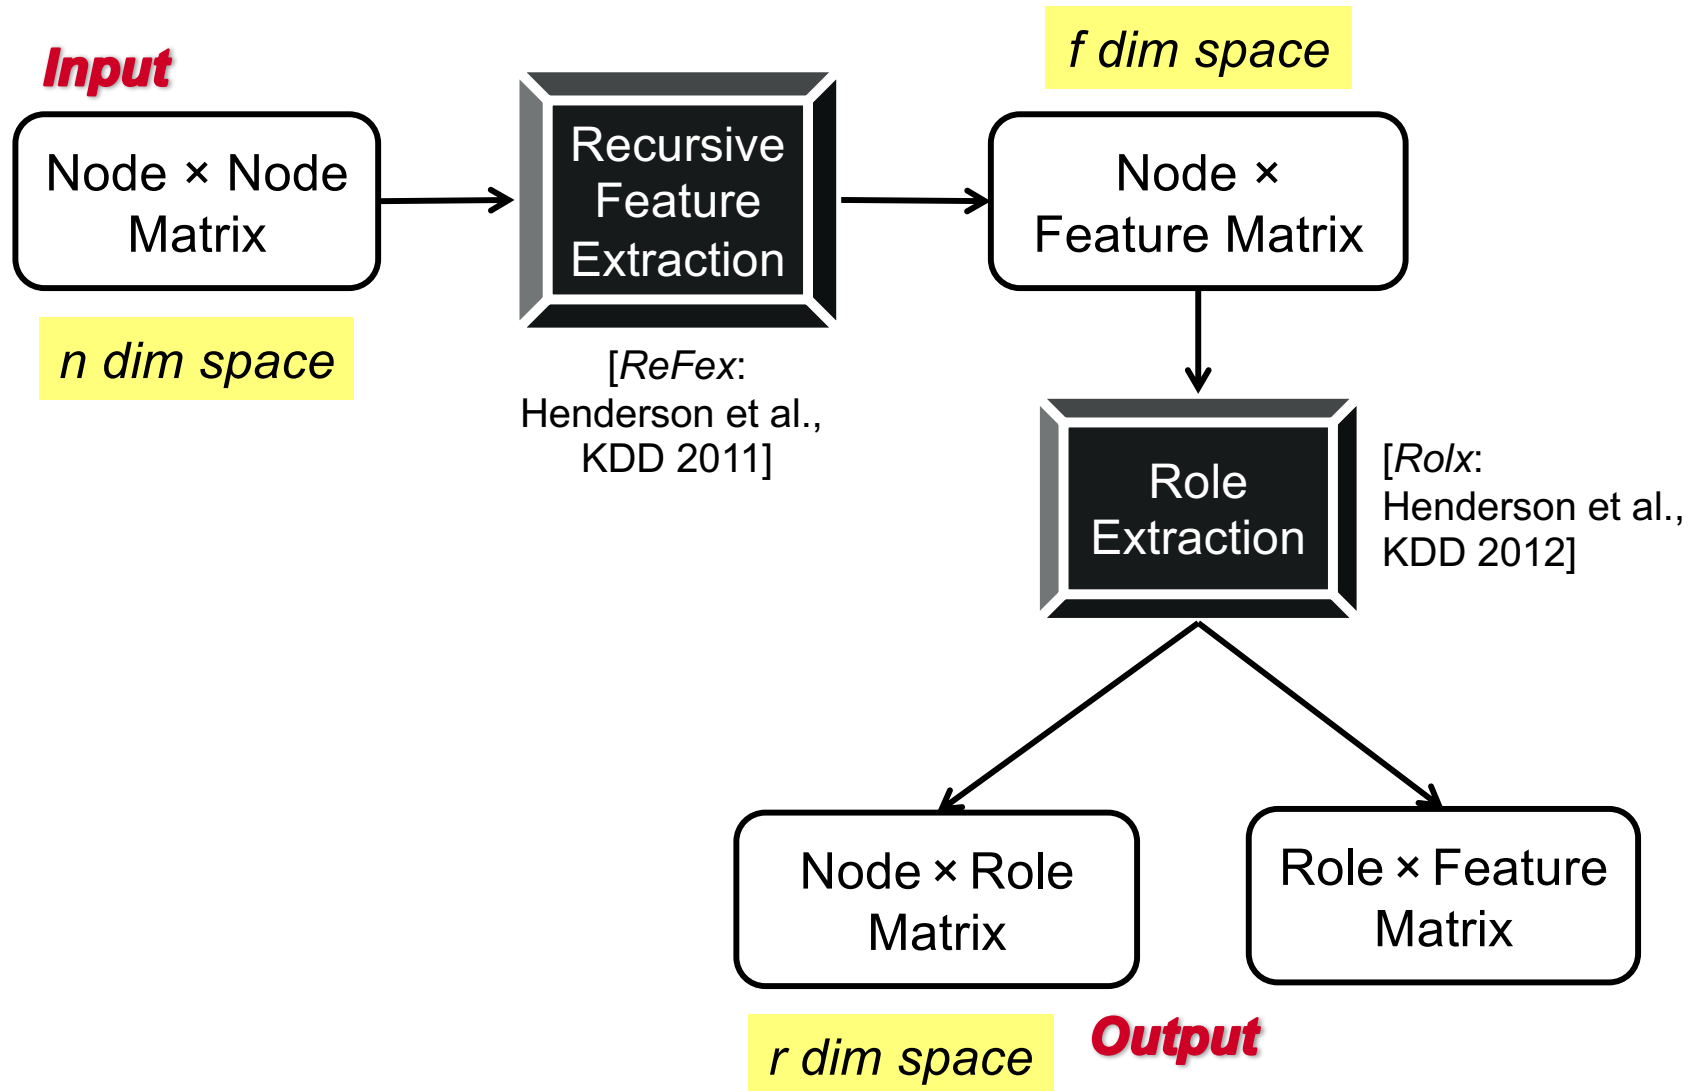 Input
Node × Node
Matrix
n dim space
Recursive
Feature
Extraction
[ReFex:
Henderson et al.,
KDD 2011]
f dim space
Node ×
Feature Matrix
Role
Extraction
[Rolx:
Henderson et al.,
KDD 2012]
Node × Role
Matrix
r dim space
Role × Feature
Matrix
Output